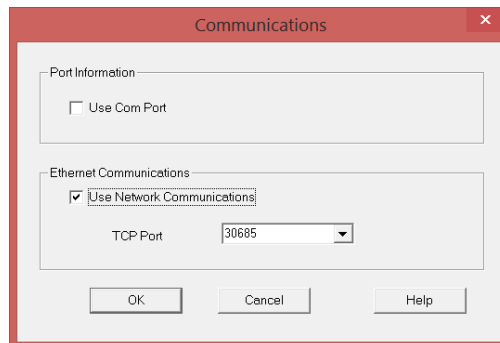 Communications
Port Information
Use Com Port
Ethernet Communications
Use Network Communications
TCP Port 30685
OK Cancel Help